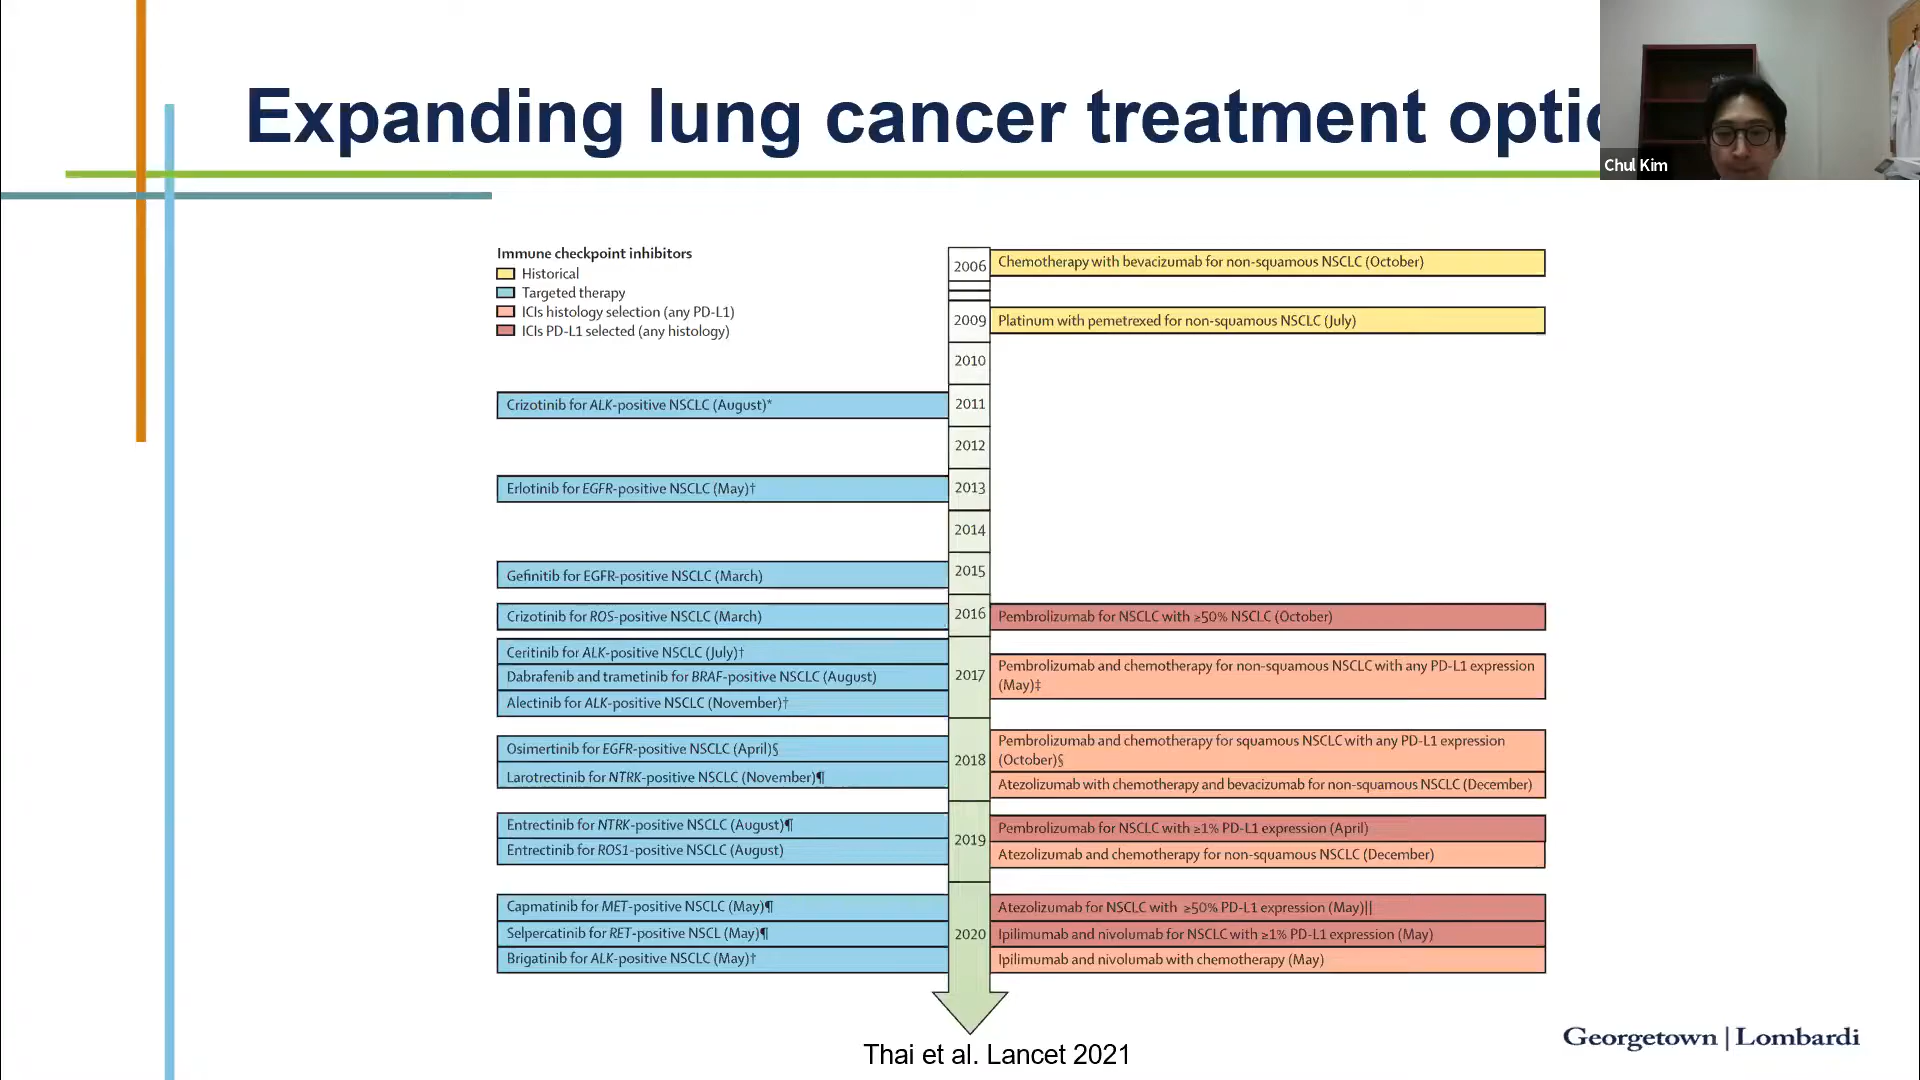 Expanding lung cancer treatment optio
Chul Kim
Immune checkpoint inhibitors
Historical
Targeted therapy
ICIs histology selection (any PD-L1)
ICIs PD-L1 selected (any histology)
2006
Chemotherapy with bevacizumab for non-squamous NSCLC (October)
2009
Platinum with pemetrexed for non-squamous NSCLC (July)
2010
Crizotinib for ALK-positive NSCLC (August)*
2011
2012
Erlotinib for EGFR-positive NSCLC (May)†
2013
2014
Gefinitib for EGFR-positive NSCLC (March)
2015
Crizotinib for ROS-positive NSCLC (March)
2016
Pembrolizumab for NSCLC with ≥50% NSCLC (October)
Ceritinib for ALK-positive NSCLC (July)†
Dabrafenib and trametinib for BRAF-positive NSCLC (August)
Alectinib for ALK-positive NSCLC (November)†
2017
Pembrolizumab and chemotherapy for non-squamous NSCLC with any PD-L1 expression
(May)‡
Osimertinib for EGFR-positive NSCLC (April)§
Larotrectinib for NTRK-positive NSCLC (November)¶
2018
Pembrolizumab and chemotherapy for squamous NSCLC with any PD-L1 expression
(October)§
Atezolizumab with chemotherapy and bevacizumab for non-squamous NSCLC (December)
Entrectinib for NTRK-positive NSCLC (August)¶
Entrectinib for ROS1-positive NSCLC (August)
2019
Pembrolizumab for NSCLC with ≥1% PD-L1 expression (April)
Atezolizumab and chemotherapy for non-squamous NSCLC (December)
Capmatinib for MET-positive NSCLC (May)¶
Selpercatinib for RET-positive NSCL (May)¶
Brigatinib for ALK-positive NSCLC (May)†
2020
Atezolizumab for NSCLC with ≥50% PD-L1 expression (May)||
Ipilimumab and nivolumab for NSCLC with ≥1% PD-L1 expression (May)
Ipilimumab and nivolumab with chemotherapy (May)
Thai et al. Lancet 2021
Georgetown | Lombardi